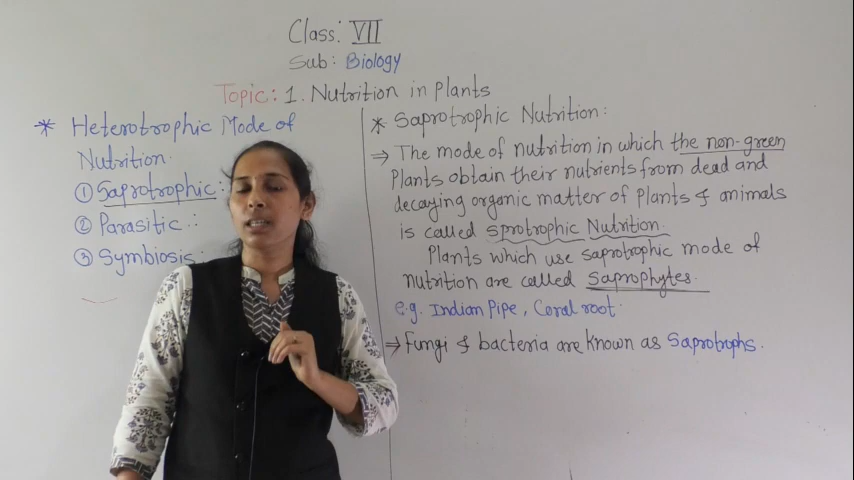 Class: VII
Sub: Biology
Topic: 1. Nutrition in plants
* Heterotrophic Mode of
Nutrition.
① Saprotrophic:
② Parasitic :
③ Symbiosis:
* Saprotrophic Nutrition:
⇒ The mode of nutrition in which the non-green
Plants obtain their nutrients from dead and
decaying organic matter of plants & animals
is called sprotrophic Nutrition.
Plants which use saprotrophic mode of
nutrition are called Saprophytes.
e.g. Indian Pipe, Coral root.
⇒ Fungi & bacteria are known as Saprotrophs.